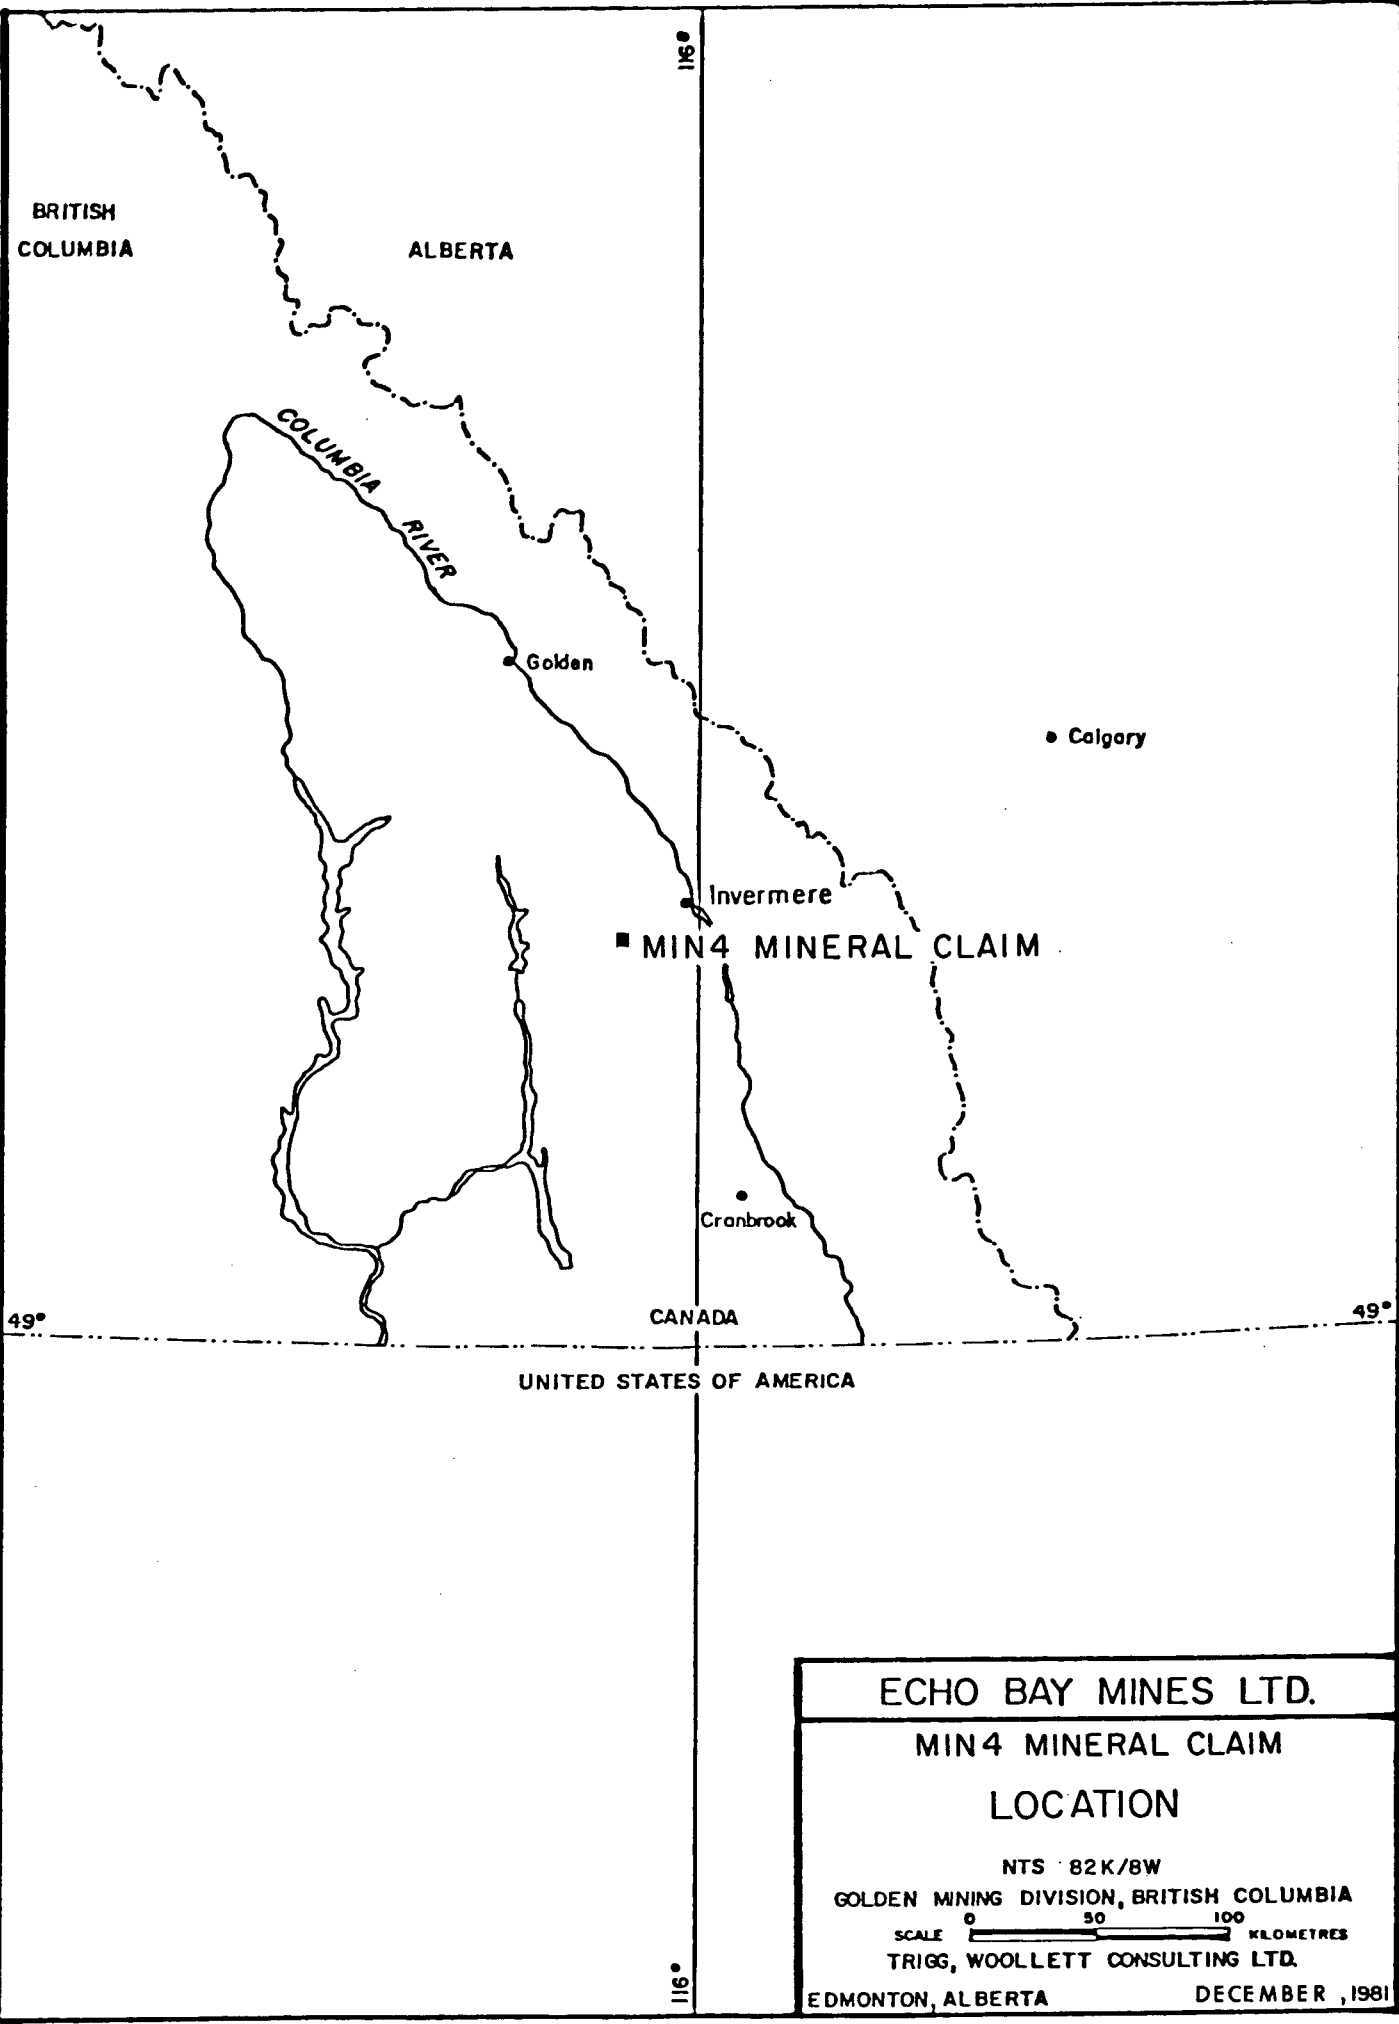 116°
BRITISH
COLUMBIA
ALBERTA
COLUMBIA RIVER
Golden
Calgary
Invermere
MIN4 MINERAL CLAIM
Cranbrook
49°
CANADA
49°
UNITED STATES OF AMERICA
116°
ECHO BAY MINES LTD.
MIN4 MINERAL CLAIM
LOCATION
NTS 82K/8W
GOLDEN MINING DIVISION, BRITISH COLUMBIA
0 50 100
SCALE KILOMETRES
TRIGG, WOOLLETT CONSULTING LTD.
EDMONTON, ALBERTA DECEMBER, 1981